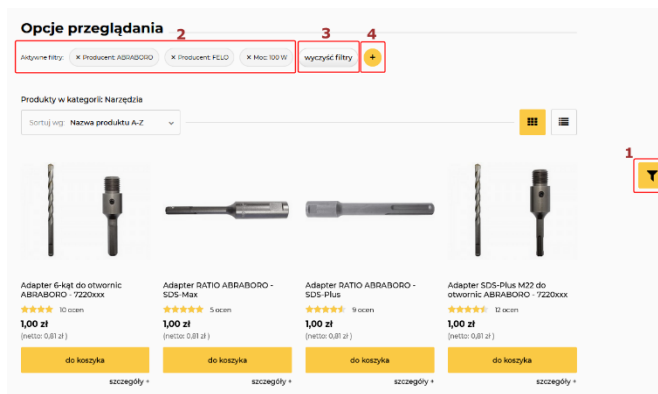 Opcje przeglądania
2 3 4
Aktywne filtry: × Producent: ABRABORO × Producent: FELO × Moc: 100 W wyczyść filtry +
Produkty w kategorii: Narzędzia
Sortuj wg: Nazwa produktu A-Z
1
Adapter 6-kąt do otwornic
ABRABORO - 7220xxx
10 ocen
1,00 zł
(netto: 0,81 zł )
do koszyka
szczegóły +
Adapter RATIO ABRABORO -
SDS-Max
5 ocen
1,00 zł
(netto: 0,81 zł )
do koszyka
szczegóły +
Adapter RATIO ABRABORO -
SDS-Plus
9 ocen
1,00 zł
(netto: 0,81 zł )
do koszyka
szczegóły +
Adapter SDS-Plus M22 do
otwornic ABRABORO - 7220xxx
12 ocen
1,00 zł
(netto: 0,81 zł )
do koszyka
szczegóły +